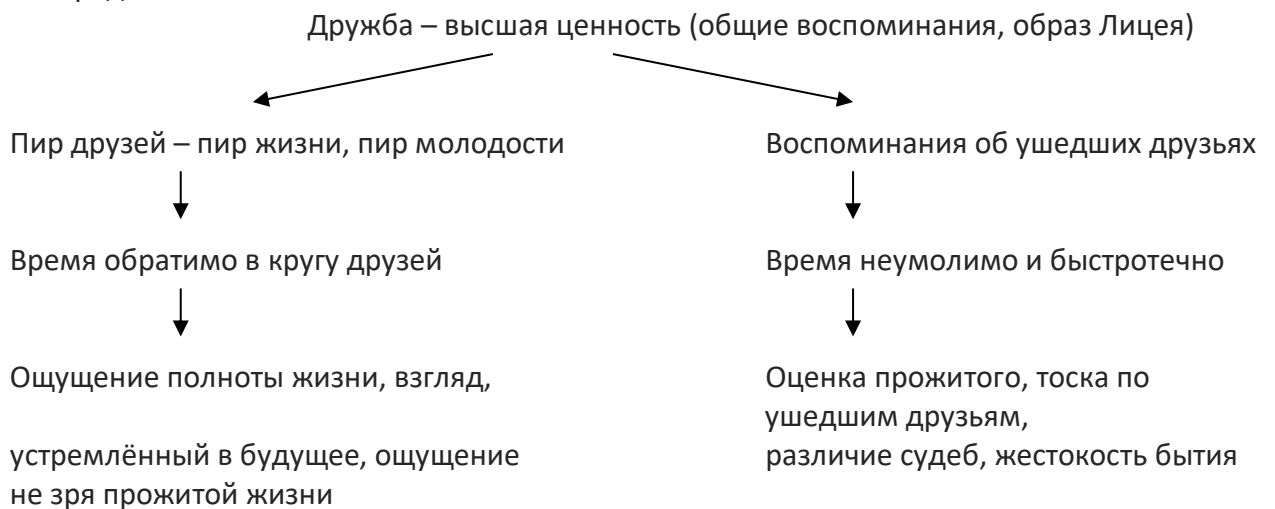 Дружба – высшая ценность (общие воспоминания, образ Лицея)
Пир друзей – пир жизни, пир молодости
Воспоминания об ушедших друзьях
Время обратимо в кругу друзей
Время неумолимо и быстротечно
Ощущение полноты жизни, взгляд,
устремлённый в будущее, ощущение
не зря прожитой жизни
Оценка прожитого, тоска по
ушедшим друзьям,
различие судеб, жестокость бытия